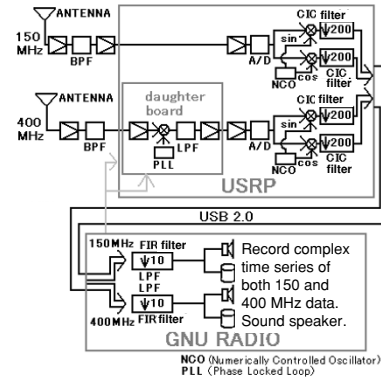 ANTENNA
150
MHz
BPF
A/D
sin
cos
NCO
CIC filter
↓200
↓200
CIC
filter
ANTENNA
400
MHz
BPF
daughter
board
PLL
LPF
A/D
sin
cos
NCO
CIC filter
↓200
↓200
CIC
filter
USRP
USB 2.0
150MHz
FIR filter
↓10
LPF
LPF
↓10
400MHz
FIR filter
Record complex
time series of
both 150 and
400 MHz data.
Sound speaker.
GNU RADIO
NCO (Numerically Controlled Oscillator)
PLL (Phase Locked Loop)